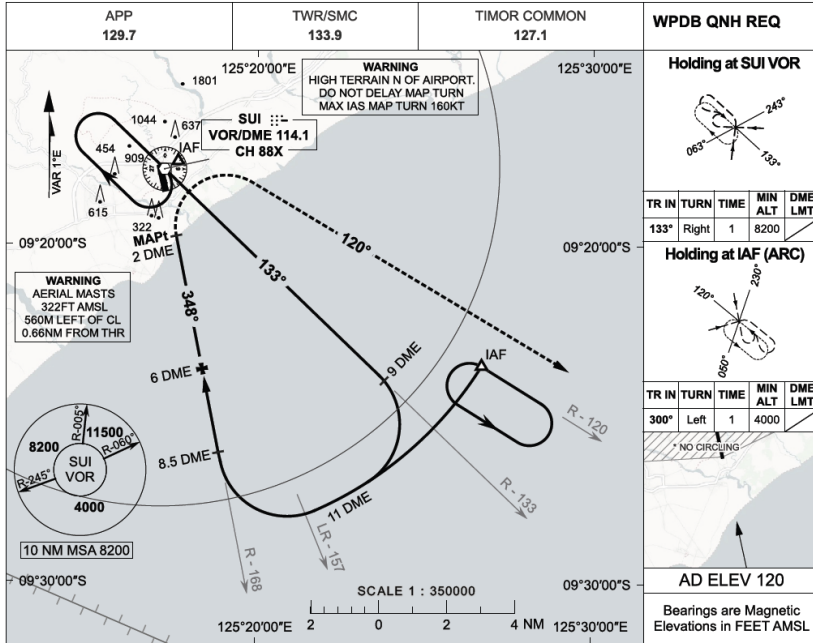 APP
129.7
TWR/SMC
133.9
TIMOR COMMON
127.1
WPDB QNH REQ
125°20'00"E
125°30'00"E
WARNING
HIGH TERRAIN N OF AIRPORT.
DO NOT DELAY MAP TURN
MAX IAS MAP TURN 160KT
1801
1044
637
SUI
VOR/DME 114.1
CH 88X
IAF
454
909
615
322
VAR 1°E
MAPt
2 DME
09°20'00"S
09°20'00"S
120°
133°
348°
WARNING
AERIAL MASTS
322FT AMSL
560M LEFT OF CL
0.66NM FROM THR
6 DME
9 DME
IAF
R - 120
8.5 DME
11 DME
R - 133
LR - 157
R - 168
R-005°
8200
11500
R-060°
SUI
VOR
R-245°
4000
10 NM MSA 8200
09°30'00"S
09°30'00"S
SCALE 1 : 350000
2 0 2 4 NM
125°20'00"E
125°30'00"E
Holding at SUI VOR
243°
063°
133°
TR IN TURN TIME MIN ALT DME LMT
133° Right 1 8200
Holding at IAF (ARC)
230°
120°
050°
TR IN TURN TIME MIN ALT DME LMT
300° Left 1 4000
* NO CIRCLING
AD ELEV 120
Bearings are Magnetic
Elevations in FEET AMSL